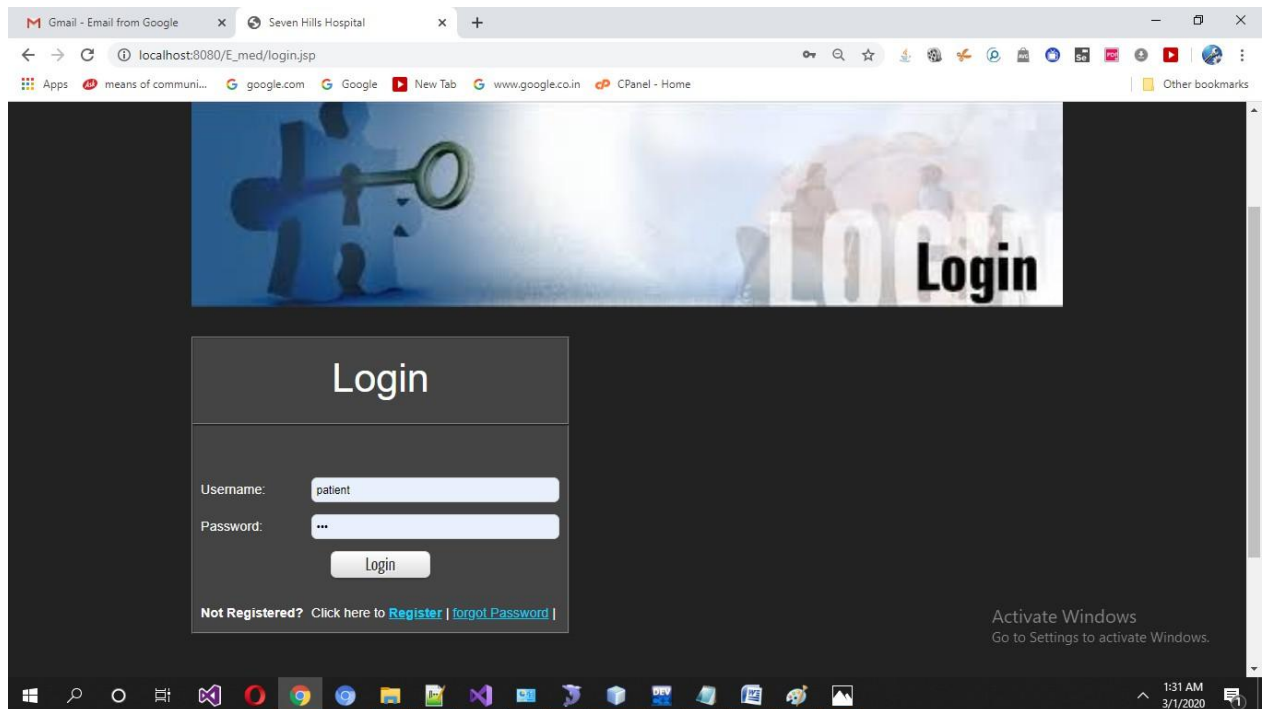 Gmail - Email from Google
Seven Hills Hospital
localhost:8080/E_med/login.jsp
Apps
means of communi...
google.com
Google
New Tab
www.google.co.in
CPanel - Home
Other bookmarks
LOGIN
Login
Login
Username:
patient
Password:
•••
Login
Not Registered? Click here to Register | forgot Password |
Activate Windows
Go to Settings to activate Windows.
DEV
1:31 AM
3/1/2020